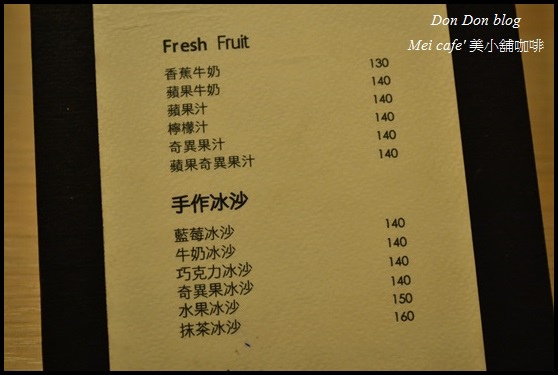 Don Don blog
Mei cafe' 美小舖咖啡
Fresh Fruit
香蕉牛奶 130
蘋果牛奶 140
蘋果汁 140
檸檬汁 140
奇異果汁 140
蘋果奇異果汁 140
手作冰沙
藍莓冰沙 140
牛奶冰沙 140
巧克力冰沙 140
奇異果冰沙 140
水果冰沙 150
抹茶冰沙 160